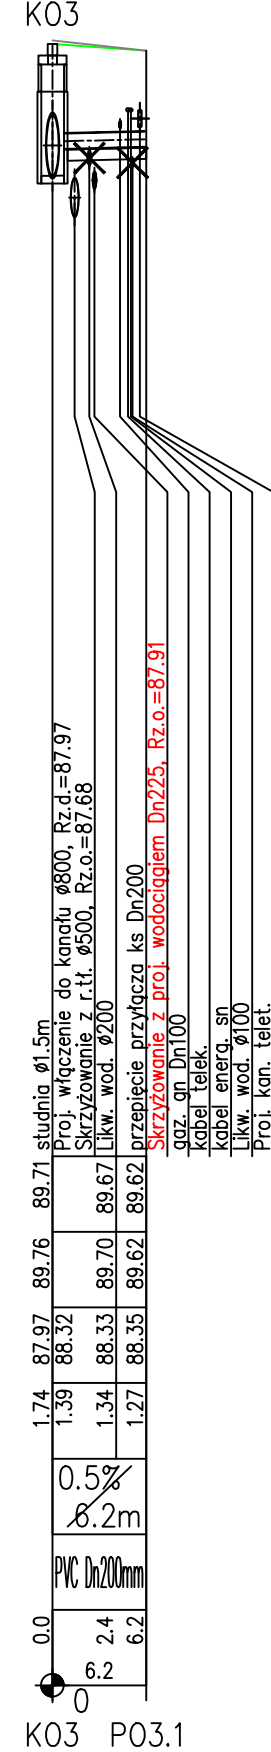 K03
studnia ø1.5m
Proj. włączenie do kanału ø800, Rz.d.=87.97
Skrzyżowanie z r.tł. ø500, Rz.o.=87.68
Likw. wod. ø200
przepięcie przyłącza ks Dn200
Skrzyżowanie z proj. wodociągiem Dn225, Rz.o.=87.91
gaz. gn Dn100
kabel telek.
kabel energ. sn
Likw. wod. ø100
Proj. kan. telet.
89.71 89.67 89.62
89.76 89.70 89.62
87.97 88.32 88.33 88.35
1.74 1.39 1.34 1.27
0.5%
6.2m
PVC Dn200mm
0.0 2.4 6.2
6.2
0
K03 P03.1